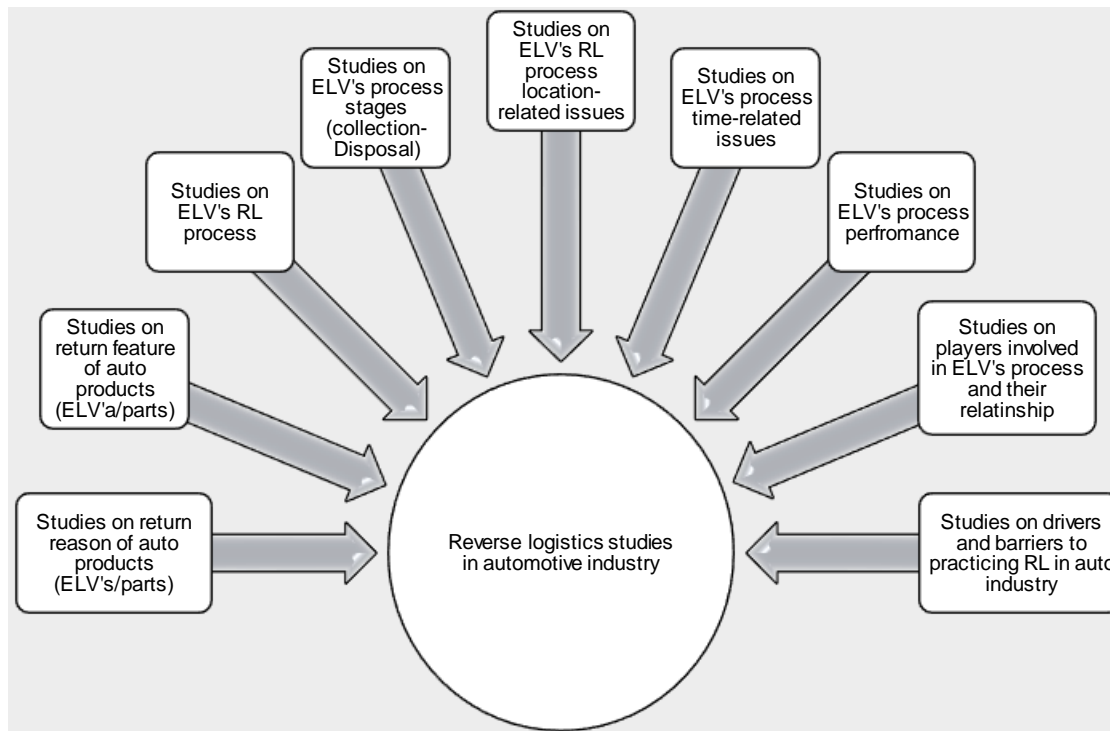 Studies on
ELV's RL
process
location-
related issues
Studies on
ELV's process
stages
(collection-
Disposal)
Studies on
ELV's process
time-related
issues
Studies on
ELV's RL
process
Studies on
ELV's process
perfromance
Studies on
return feature
of auto
products
(ELV'a/parts)
Studies on
players involved
in ELV's process
and their
relatinship
Studies on return
reason of auto
products
(ELV's/parts)
Reverse logistics studies
in automotive industry
Studies on drivers
and barriers to
practicing RL in auto
industry